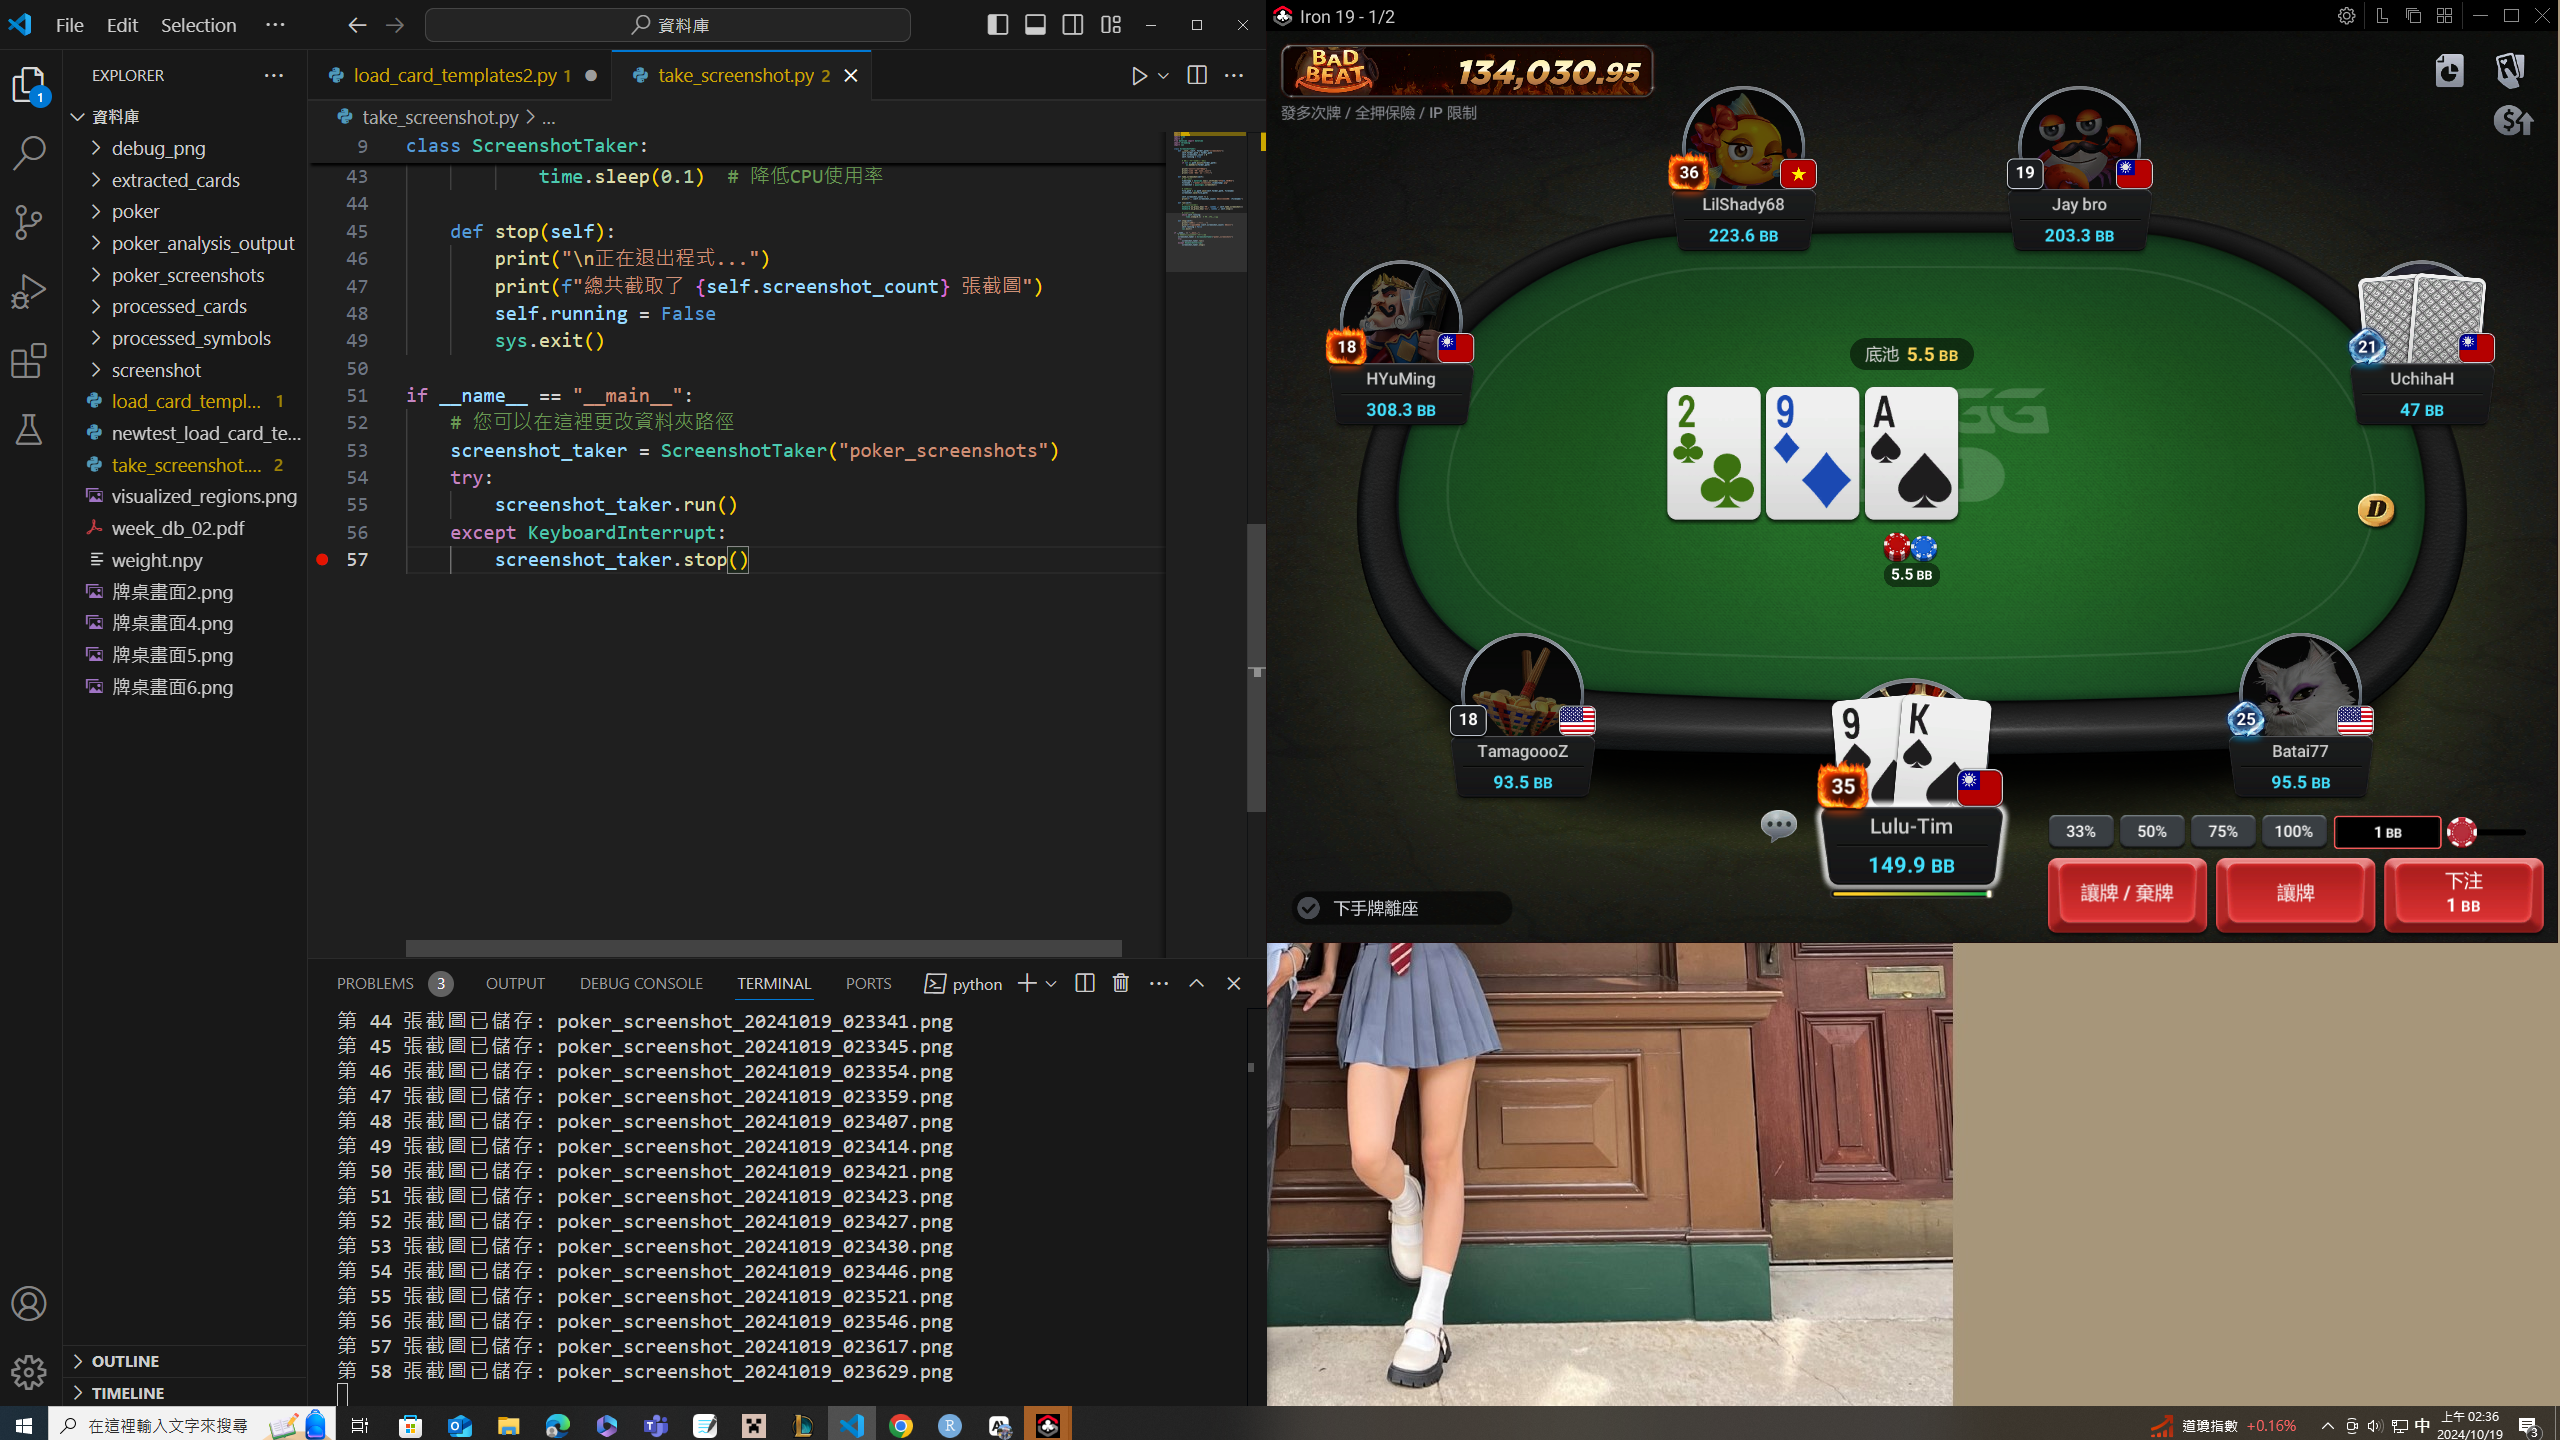 File Edit Selection ···
資料庫
EXPLORER ···
資料庫
debug_png
extracted_cards
poker
poker_analysis_output
poker_screenshots
processed_cards
processed_symbols
screenshot
load_card_templ... 1
newtest_load_card_te...
take_screenshot.... 2
visualized_regions.png
week_db_02.pdf
weight.npy
牌桌畫面2.png
牌桌畫面4.png
牌桌畫面5.png
牌桌畫面6.png
OUTLINE
TIMELINE
1
load_card_templates2.py 1
take_screenshot.py 2
take_screenshot.py > ...
9 class ScreenshotTaker:
43 time.sleep(0.1) # 降低CPU使用率
44
45 def stop(self):
46 print("\n正在退出程式...")
47 print(f"總共截取了 {self.screenshot_count} 張截圖")
48 self.running = False
49 sys.exit()
50
51 if __name__ == "__main__":
52 # 您可以在這裡更改資料夾路徑
53 screenshot_taker = ScreenshotTaker("poker_screenshots")
54 try:
55 screenshot_taker.run()
56 except KeyboardInterrupt:
57 screenshot_taker.stop()
PROBLEMS 3 OUTPUT DEBUG CONSOLE TERMINAL PORTS python
第 44 張截圖已儲存: poker_screenshot_20241019_023341.png
第 45 張截圖已儲存: poker_screenshot_20241019_023345.png
第 46 張截圖已儲存: poker_screenshot_20241019_023354.png
第 47 張截圖已儲存: poker_screenshot_20241019_023359.png
第 48 張截圖已儲存: poker_screenshot_20241019_023407.png
第 49 張截圖已儲存: poker_screenshot_20241019_023414.png
第 50 張截圖已儲存: poker_screenshot_20241019_023421.png
第 51 張截圖已儲存: poker_screenshot_20241019_023423.png
第 52 張截圖已儲存: poker_screenshot_20241019_023427.png
第 53 張截圖已儲存: poker_screenshot_20241019_023430.png
第 54 張截圖已儲存: poker_screenshot_20241019_023446.png
第 55 張截圖已儲存: poker_screenshot_20241019_023521.png
第 56 張截圖已儲存: poker_screenshot_20241019_023546.png
第 57 張截圖已儲存: poker_screenshot_20241019_023617.png
第 58 張截圖已儲存: poker_screenshot_20241019_023629.png
Iron 19 - 1/2
BAD BEAT 134,030.95
發多次牌 / 全押保險 / IP 限制
36
LilShady68
223.6 BB
19
Jay bro
203.3 BB
18
HYuMing
308.3 BB
21
UchihaH
47 BB
底池 5.5 BB
2 9 A
D
5.5 BB
18
TamagoooZ
93.5 BB
9 K
35
Lulu-Tim
149.9 BB
25
Batai77
95.5 BB
33% 50% 75% 100% 1 BB
讓牌 / 棄牌
讓牌
下注
1 BB
下手牌離座
在這裡輸入文字來搜尋
道瓊指數 +0.16%
中
上午 02:36
2024/10/19
3